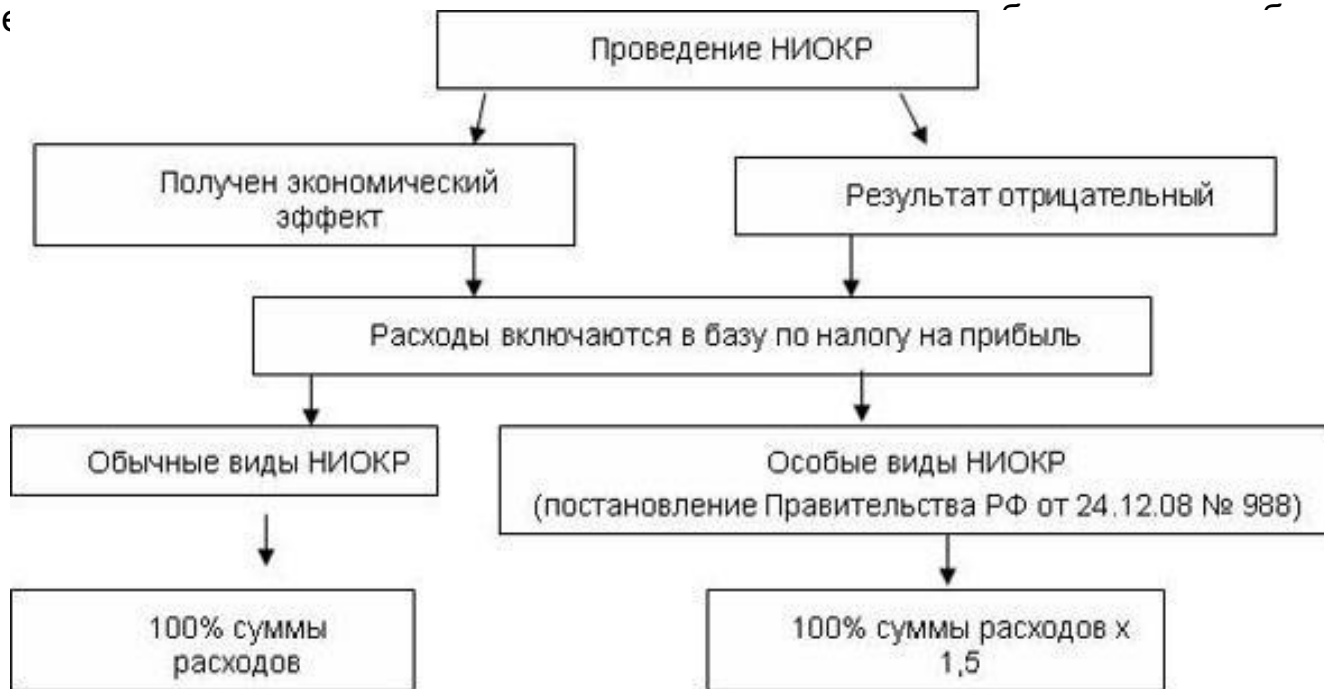 Проведение НИОКР
Получен экономический
эффект
Результат отрицательный
Расходы включаются в базу по налогу на прибыль
Обычные виды НИОКР
Особые виды НИОКР
(постановление Правительства РФ от 24.12.08 № 988)
100% суммы
расходов
100% суммы расходов х
1,5